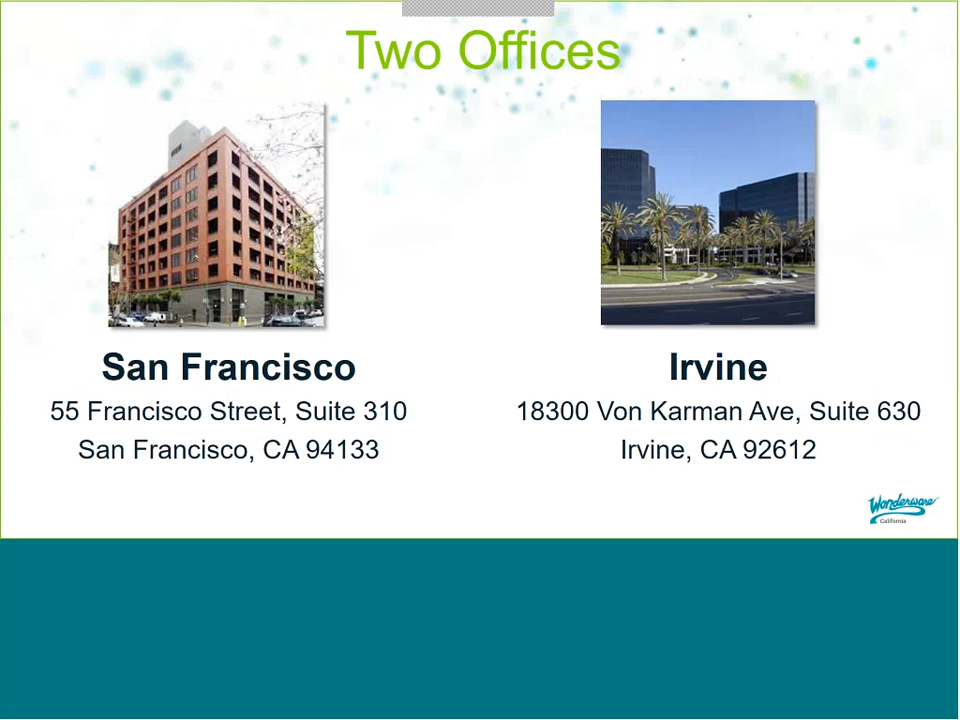 Two Offices
San Francisco
55 Francisco Street, Suite 310
San Francisco, CA 94133
Irvine
18300 Von Karman Ave, Suite 630
Irvine, CA 92612
Wonderware
California